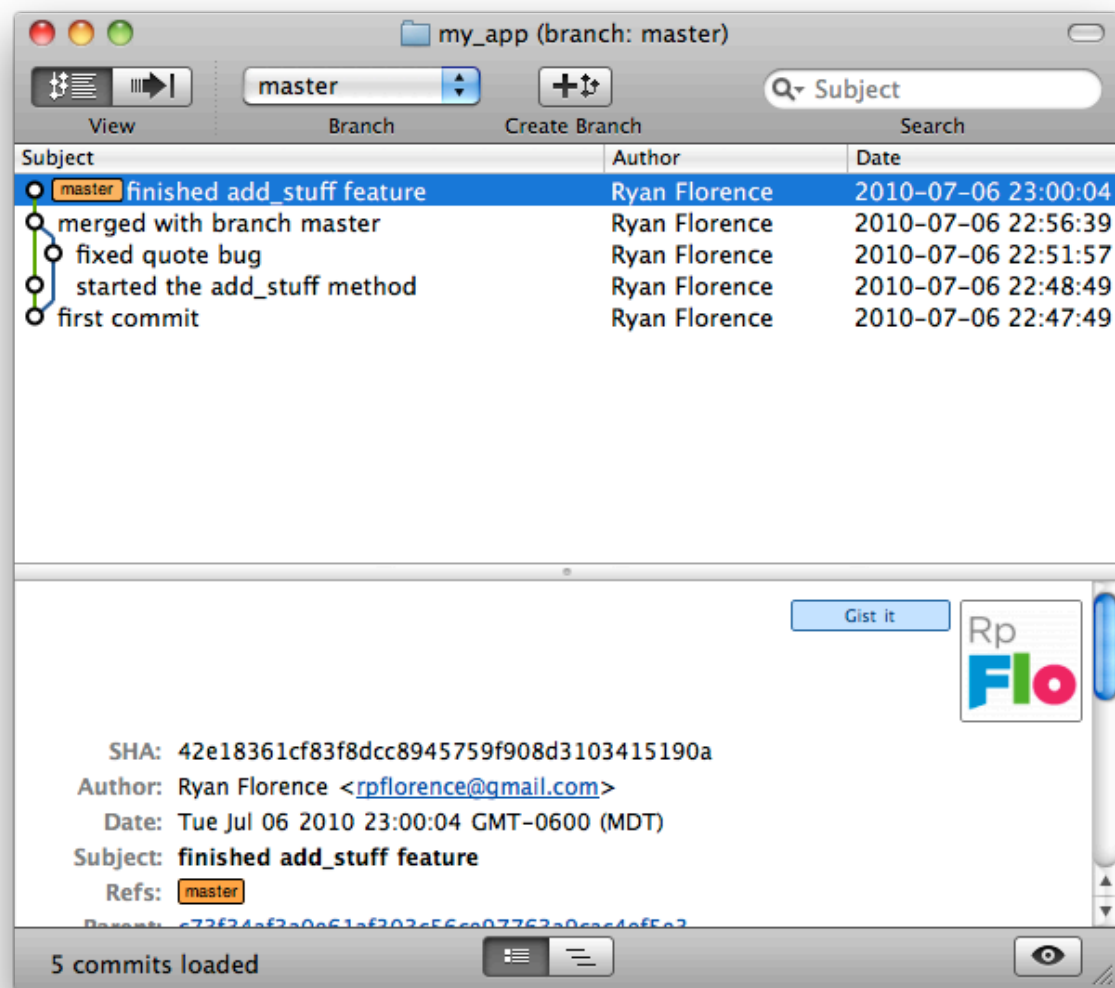 my_app (branch: master)
master
Subject
View Branch Create Branch Search
Subject Author Date
master finished add_stuff feature Ryan Florence 2010-07-06 23:00:04
merged with branch master Ryan Florence 2010-07-06 22:56:39
fixed quote bug Ryan Florence 2010-07-06 22:51:57
started the add_stuff method Ryan Florence 2010-07-06 22:48:49
first commit Ryan Florence 2010-07-06 22:47:49
Gist it
Rp
Flo
SHA: 42e18361cf83f8dcc8945759f908d3103415190a
Author: Ryan Florence <rpflorence@gmail.com>
Date: Tue Jul 06 2010 23:00:04 GMT-0600 (MDT)
Subject: finished add_stuff feature
Refs: master
Parent:
5 commits loaded